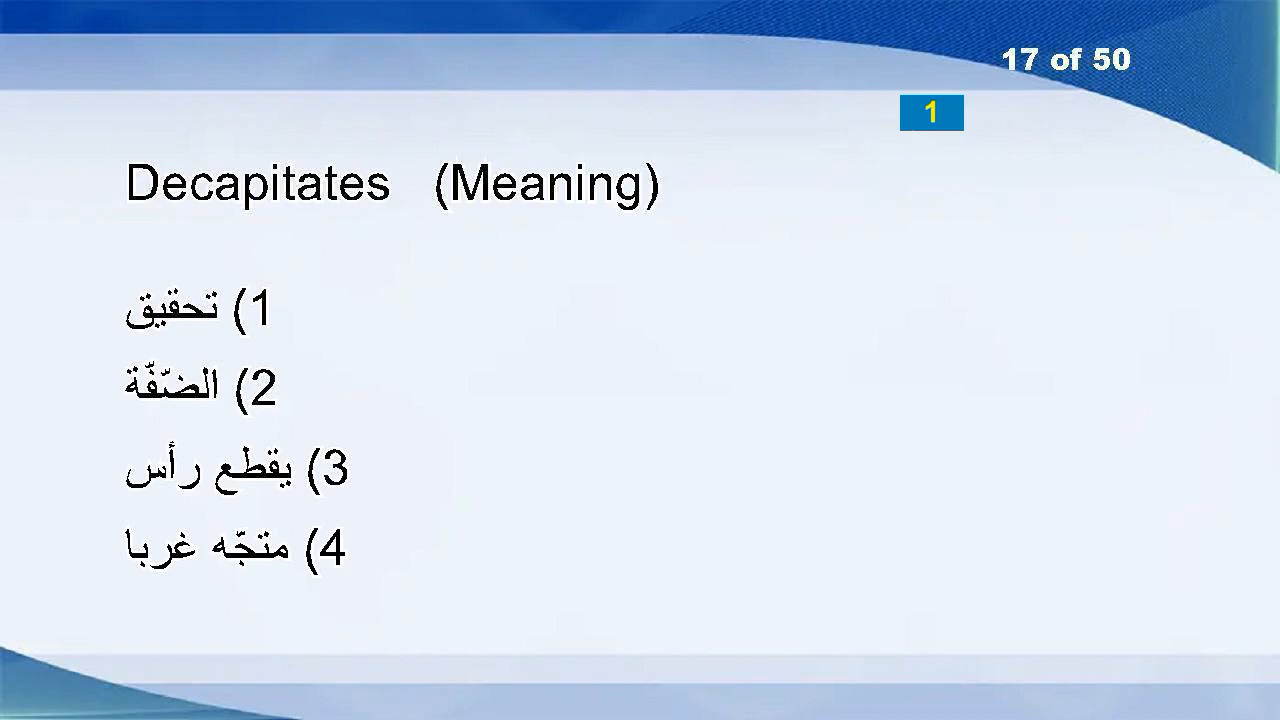 17 of 50
1
Decapitates (Meaning)
1) تحقيق
2) الضّفّة
3) يقطع رأس
4) متجّه غربا